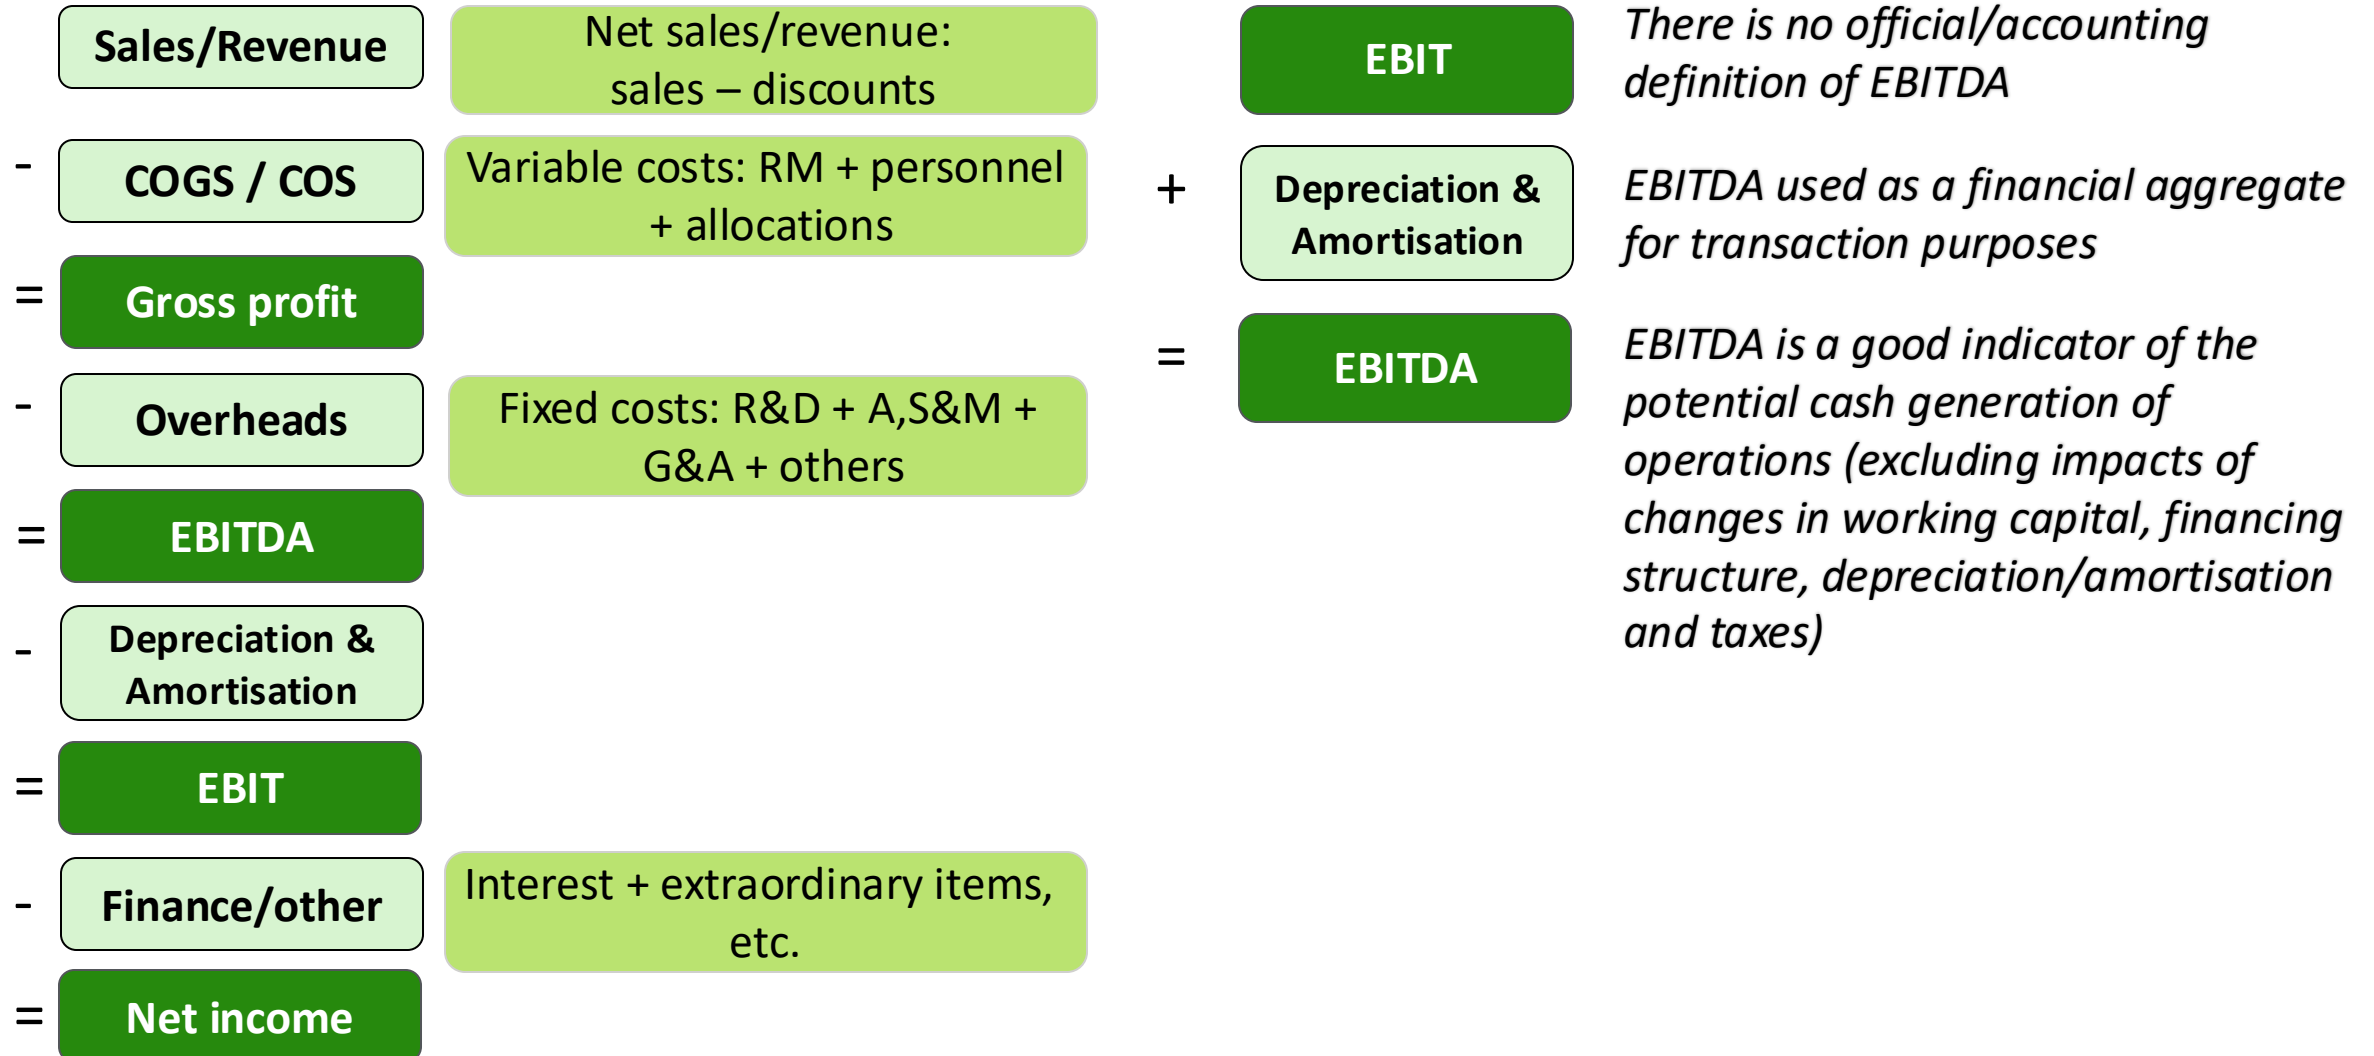 Sales/Revenue
Net sales/revenue:
sales – discounts
-
COGS / COS
Variable costs: RM + personnel
+ allocations
=
Gross profit
-
Overheads
Fixed costs: R&D + A,S&M +
G&A + others
=
EBITDA
-
Depreciation &
Amortisation
=
EBIT
-
Finance/other
Interest + extraordinary items,
etc.
=
Net income
EBIT
+
Depreciation &
Amortisation
=
EBITDA
There is no official/accounting
definition of EBITDA
EBITDA used as a financial aggregate
for transaction purposes
EBITDA is a good indicator of the
potential cash generation of
operations (excluding impacts of
changes in working capital, financing
structure, depreciation/amortisation
and taxes)